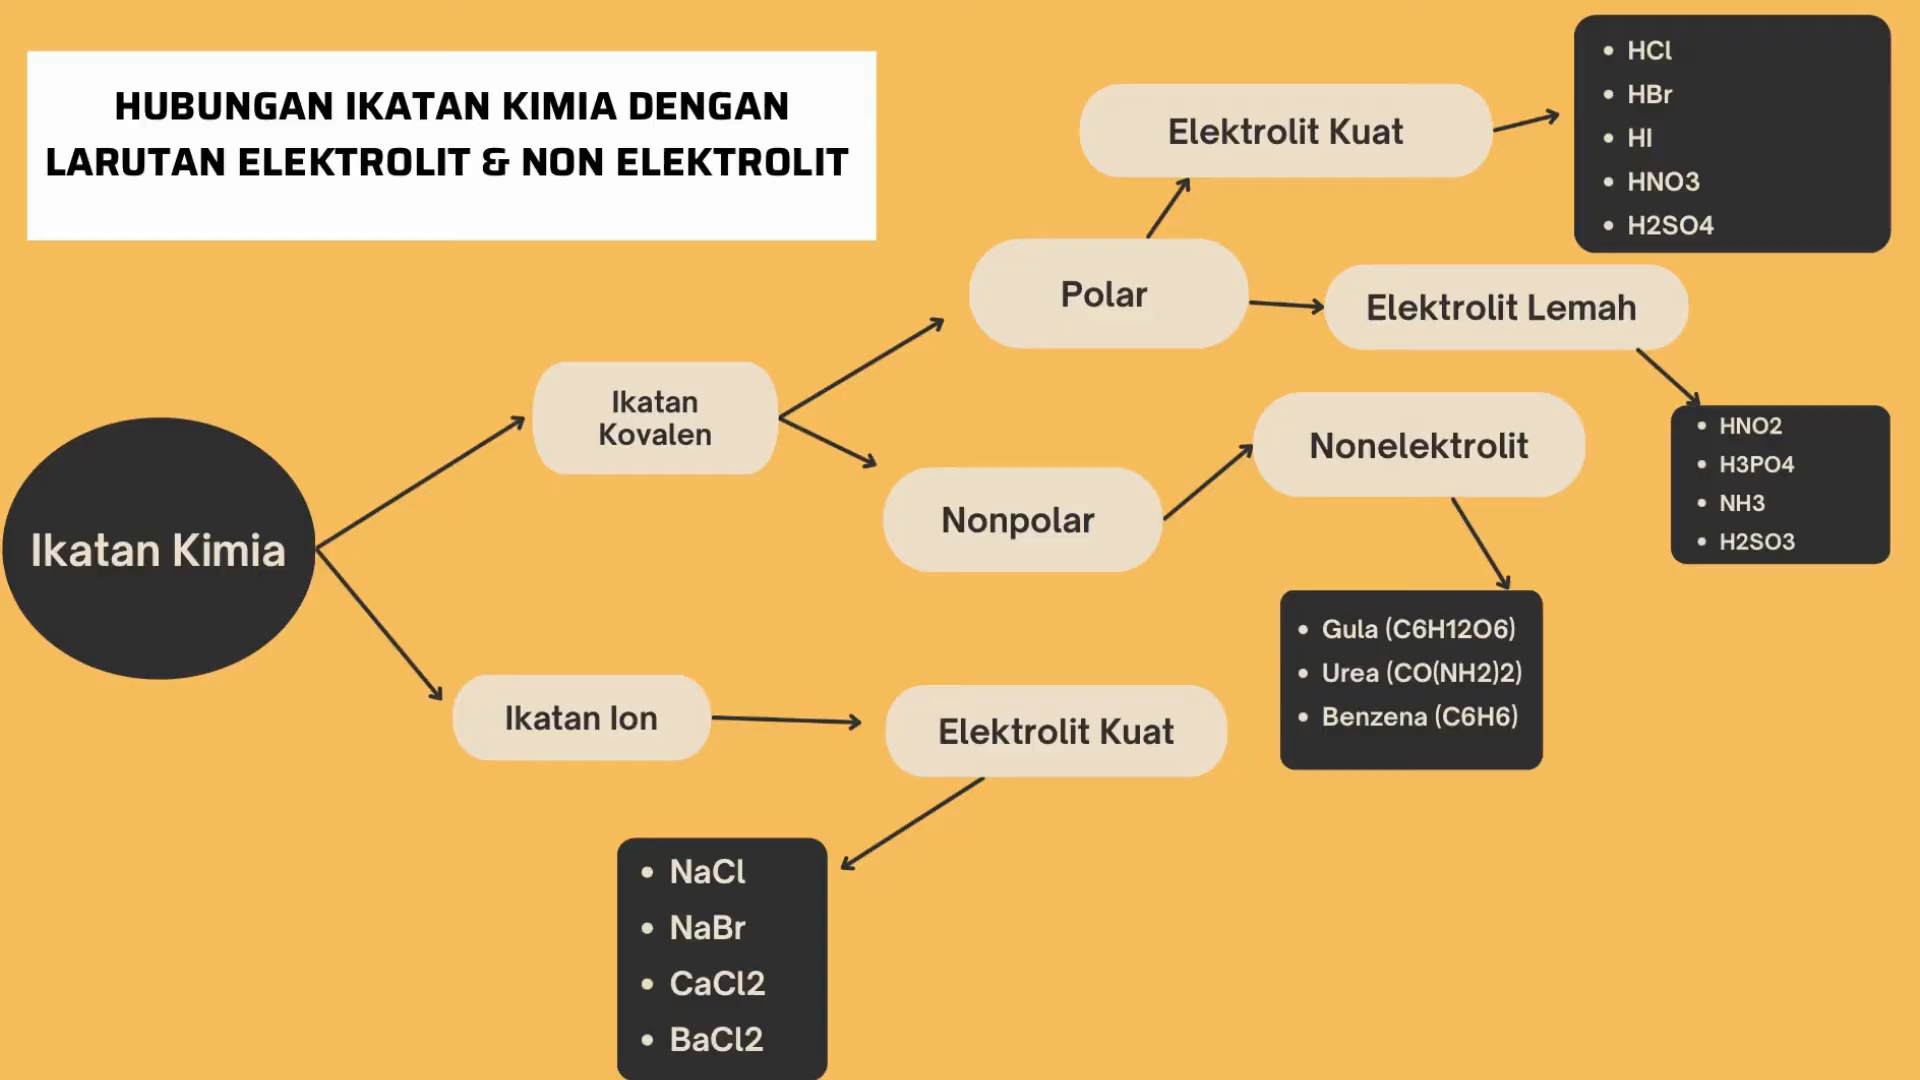 HUBUNGAN IKATAN KIMIA DENGAN
LARUTAN ELEKTROLIT & NON ELEKTROLIT
Ikatan Kimia
Ikatan
Kovalen
Polar
Elektrolit Kuat
• HCl
• HBr
• HI
• HNO3
• H2SO4
Elektrolit Lemah
• HNO2
• H3PO4
• NH3
• H2SO3
Nonpolar
Nonelektrolit
• Gula (C6H12O6)
• Urea (CO(NH2)2)
• Benzena (C6H6)
Ikatan Ion
Elektrolit Kuat
• NaCl
• NaBr
• CaCl2
• BaCl2